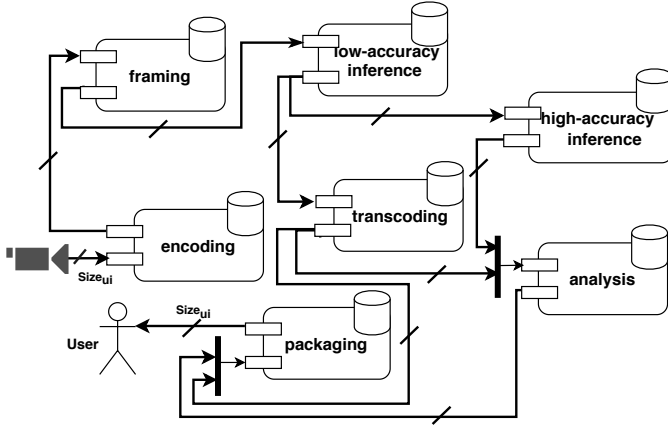 framing
low-accuracy
inference
high-accuracy
inference
encoding
transcoding
analysis
Size_ui
Size_ui
User
packaging